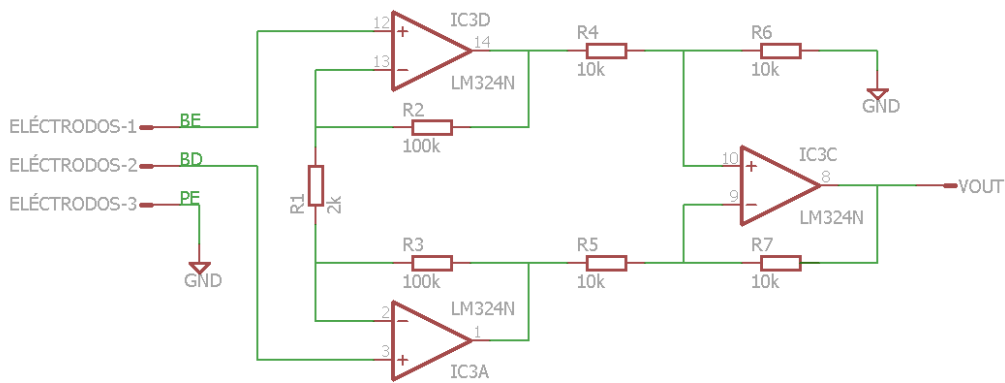 IC3D
12
+
14
13
−
LM324N
R2
100k
R4
10k
R6
10k
GND
ELÉCTRODOS-1
BE
ELÉCTRODOS-2
BD
ELÉCTRODOS-3
PE
GND
R1
2k
IC3C
10
+
8
9
−
LM324N
VOUT
R3
100k
R5
10k
R7
10k
LM324N
2
−
1
3
+
IC3A